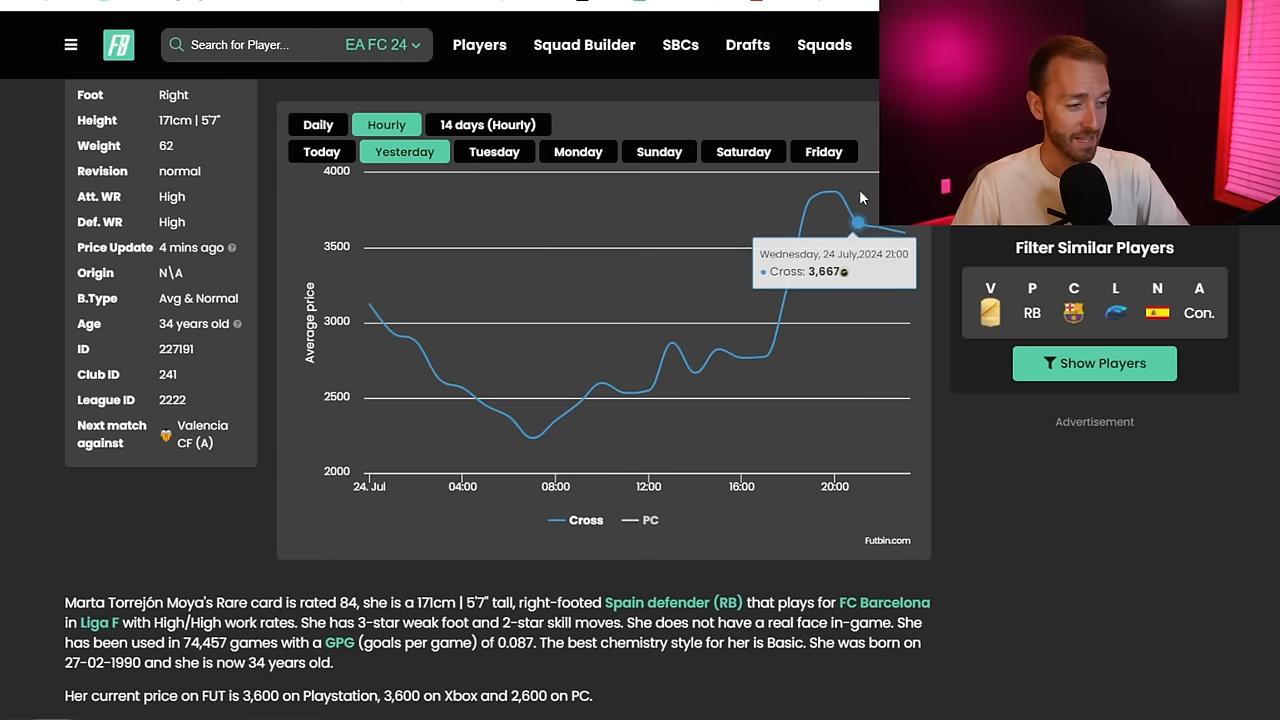 FB
Search for Player...
EA FC 24
Players
Squad Builder
SBCs
Drafts
Squads
Foot Right
Height 171cm | 5'7"
Weight 62
Revision normal
Att. WR High
Def. WR High
Price Update 4 mins ago
Origin N\A
B.Type Avg & Normal
Age 34 years old
ID 227191
Club ID 241
League ID 2222
Next match against Valencia CF (A)
Daily Hourly 14 days (Hourly)
Today Yesterday Tuesday Monday Sunday Saturday Friday
4000
3500
3000
2500
2000
Average price
Wednesday, 24 July,2024 21:00
Cross: 3,667
24. Jul 04:00 08:00 12:00 16:00 20:00
Cross PC
Futbin.com
Filter Similar Players
V P C L N A
RB Con.
Show Players
Advertisement
Marta Torrejón Moya's Rare card is rated 84, she is a 171cm | 5'7" tall, right-footed Spain defender (RB) that plays for FC Barcelona
in Liga F with High/High work rates. She has 3-star weak foot and 2-star skill moves. She does not have a real face in-game. She
has been used in 74,457 games with a GPG (goals per game) of 0.087. The best chemistry style for her is Basic. She was born on
27-02-1990 and she is now 34 years old.
Her current price on FUT is 3,600 on Playstation, 3,600 on Xbox and 2,600 on PC.